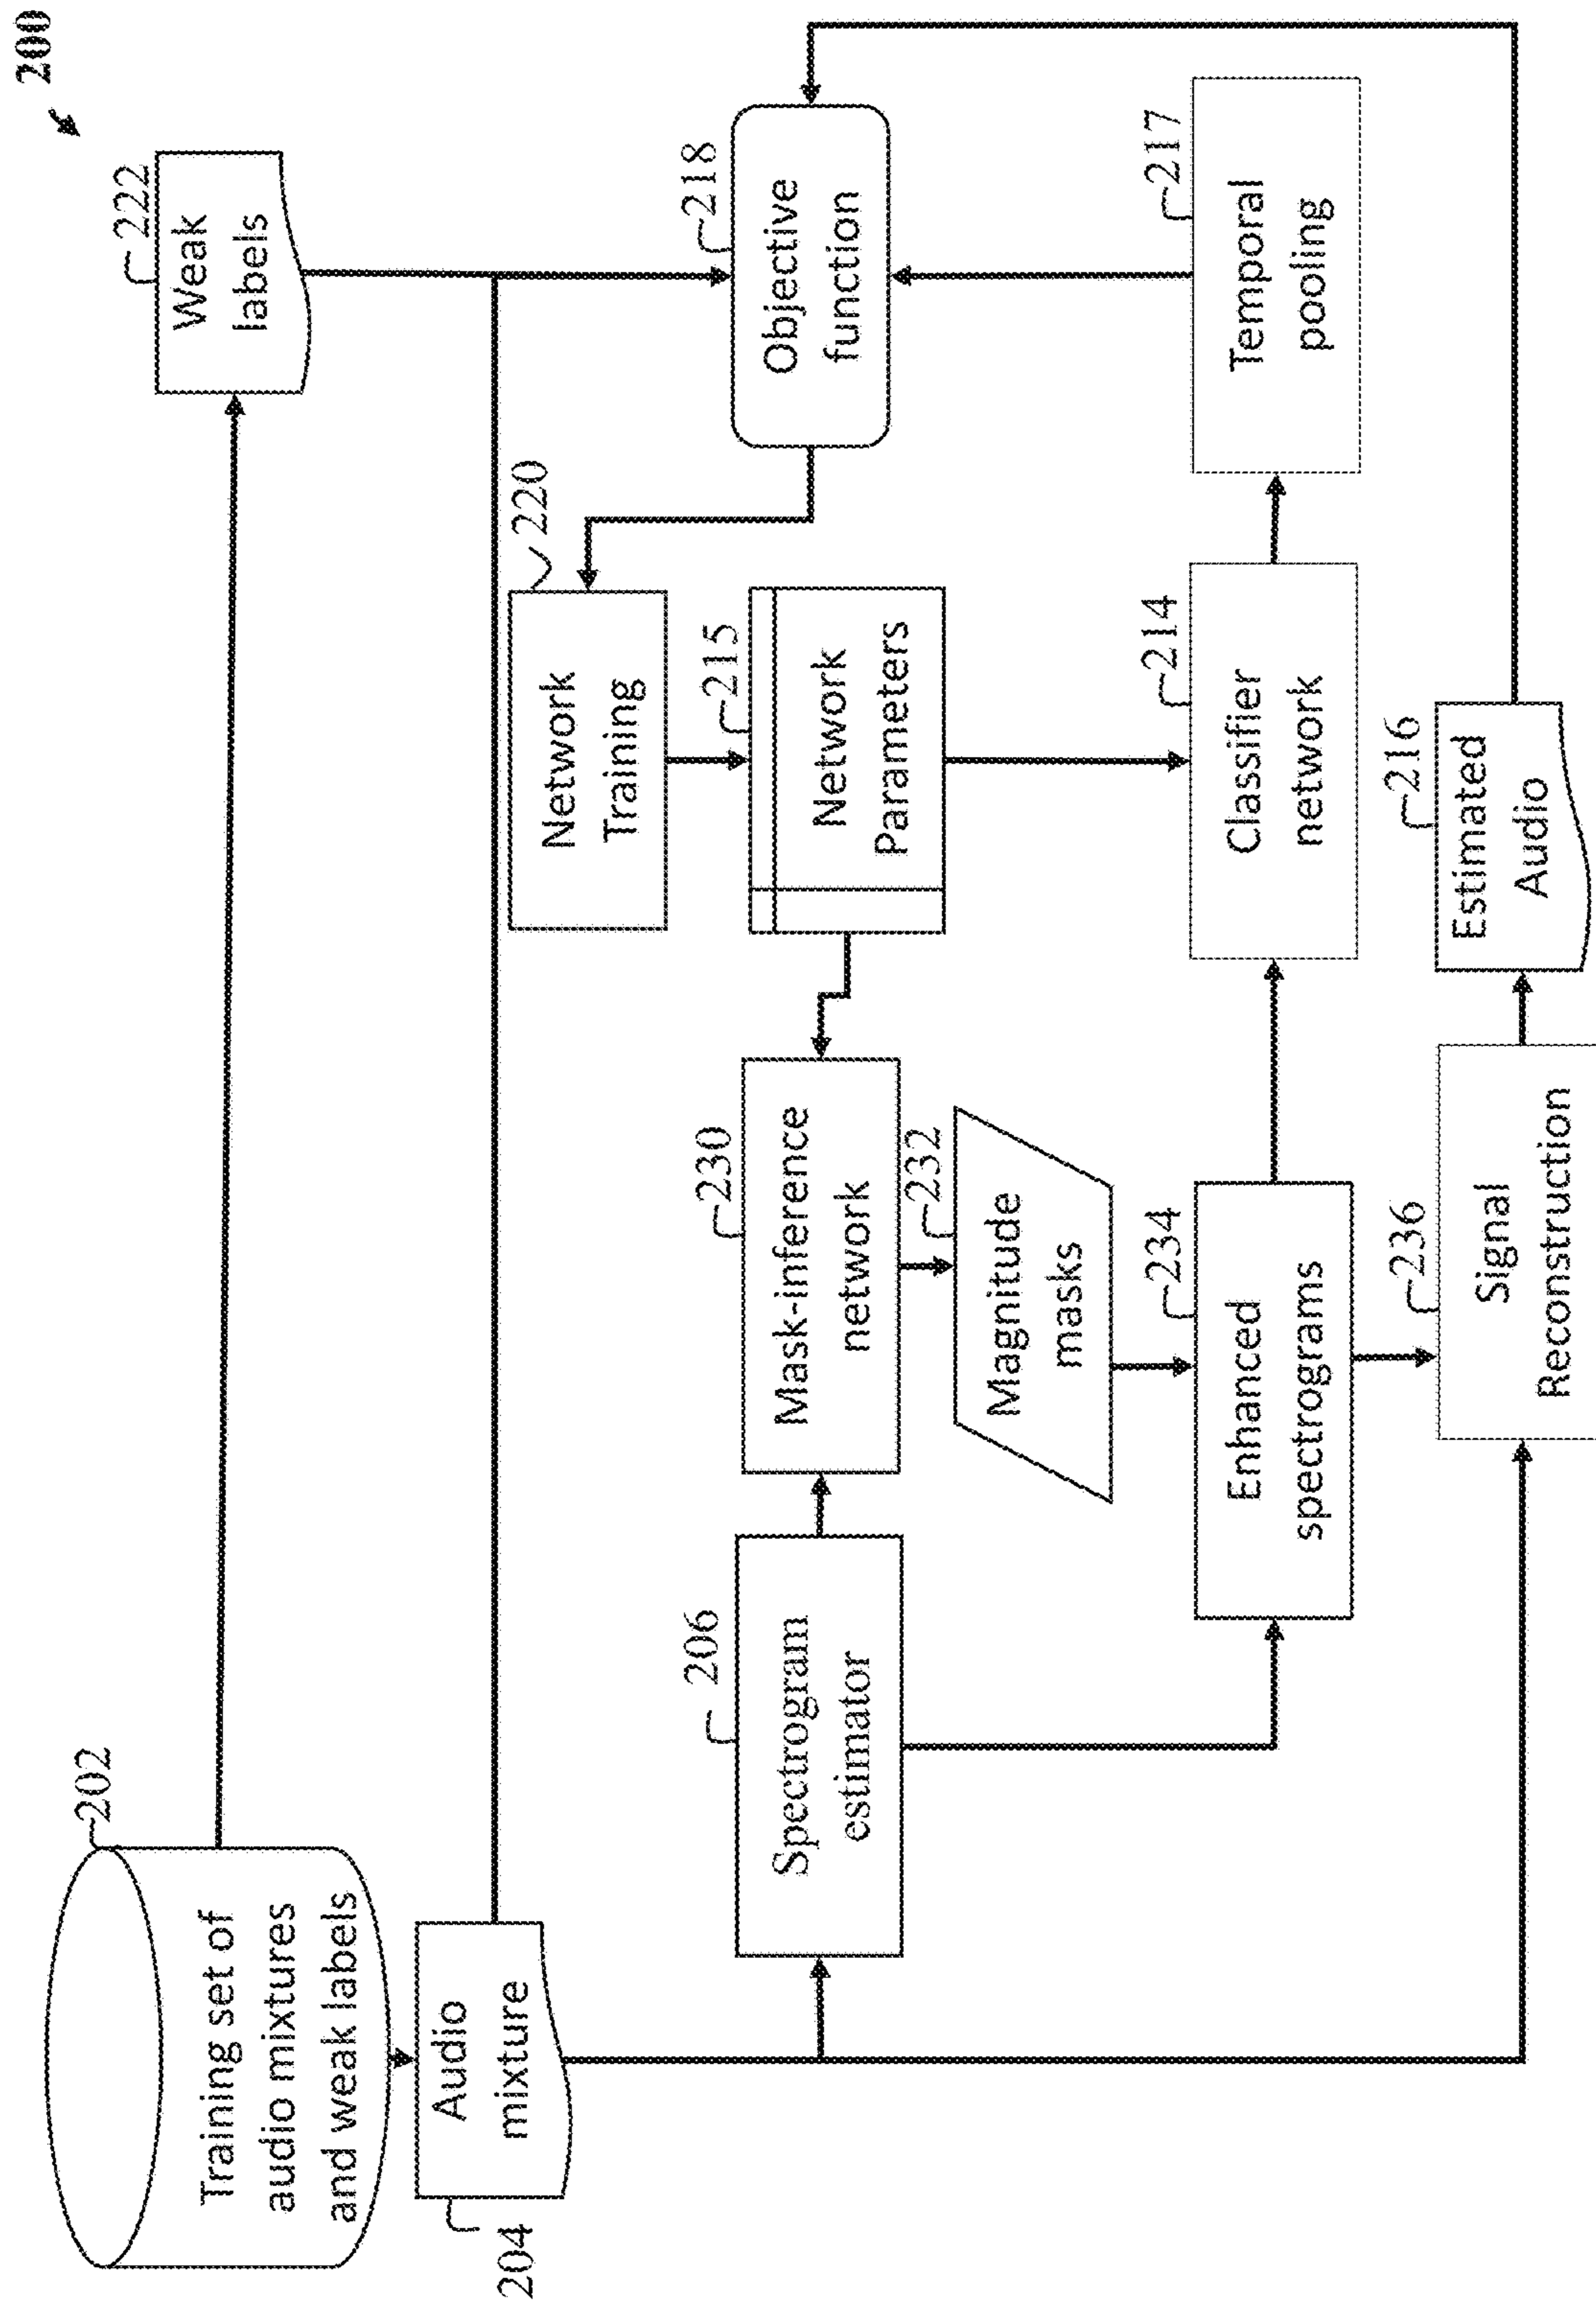 200
202
Training set of
audio mixtures
and weak labels
222
Weak
labels
204
Audio
mixture
220
Network
Training
206
Spectrogram
estimator
230
Mask-inference
network
215
Network
Parameters
218
Objective
function
232
Magnitude
masks
234
Enhanced
spectrograms
214
Classifier
network
217
Temporal
pooling
236
Signal
Reconstruction
216
Estimated
Audio